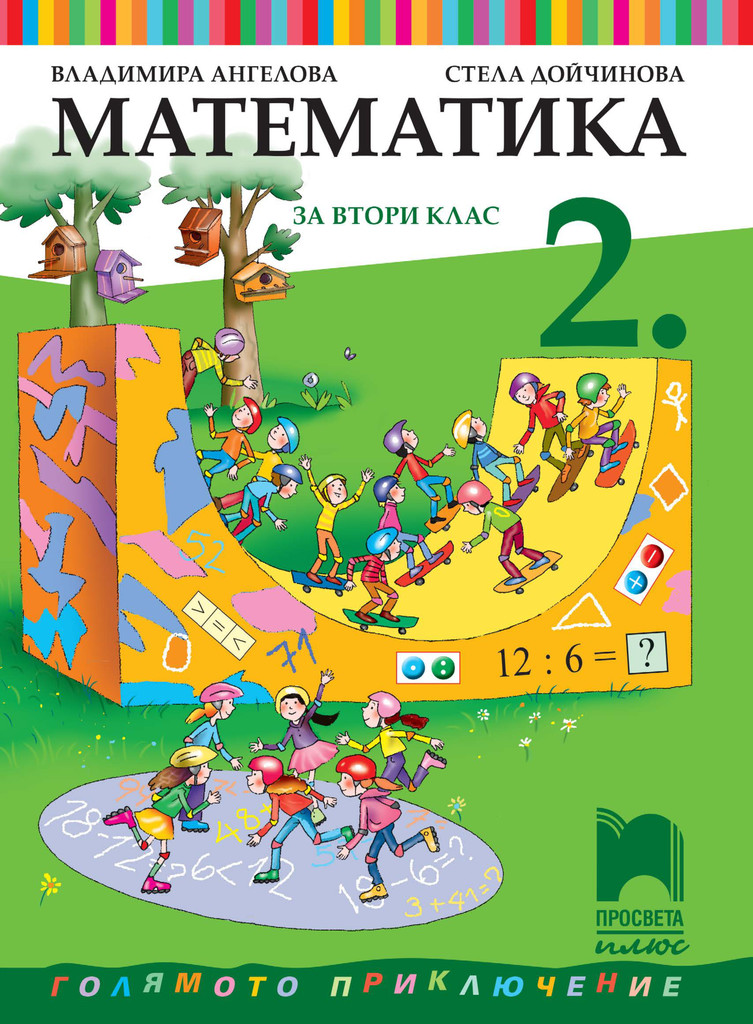 ВЛАДИМИРА АНГЕЛОВА СТЕЛА ДОЙЧИНОВА
МАТЕМАТИКА
ЗА ВТОРИ КЛАС
2.
52
> = <
71
12 : 6 = ?
48+
18-12=
6<12
18-6=?
3+41=?
ПРОСВЕТА
плюс
ГОЛЯМОТО ПРИКЛЮЧЕНИЕ